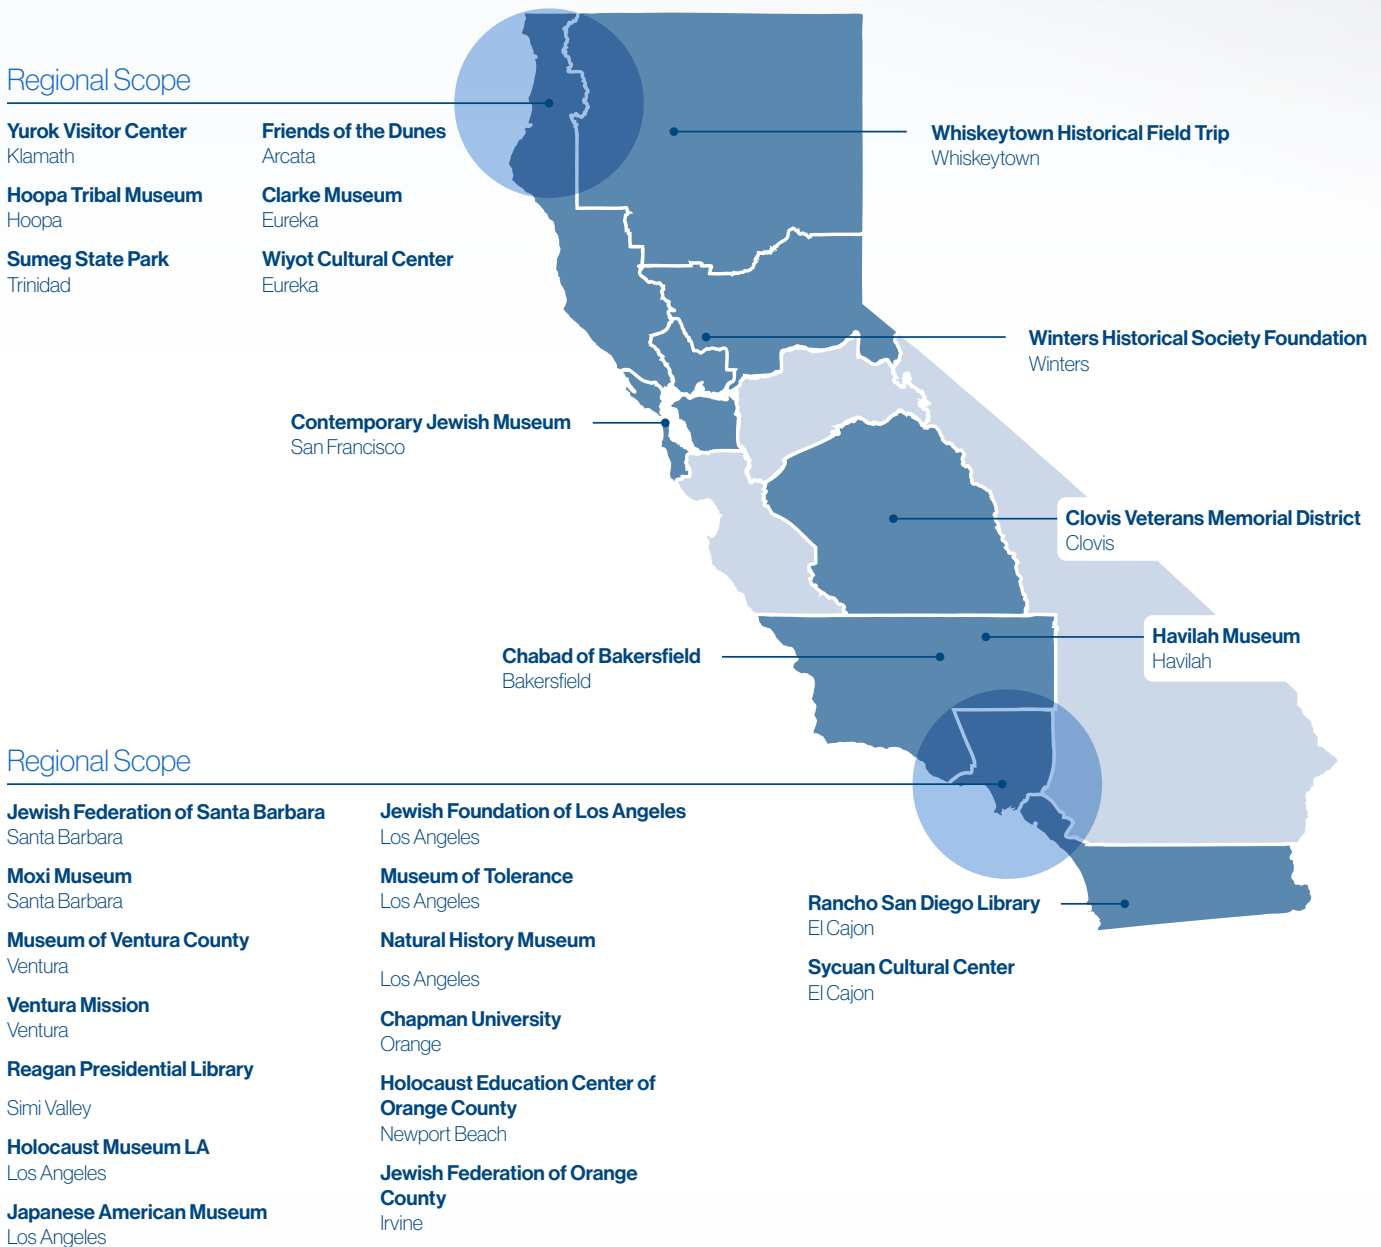 Regional Scope
Yurok Visitor Center
Klamath
Hoopa Tribal Museum
Hoopa
Sumeg State Park
Trinidad
Friends of the Dunes
Arcata
Clarke Museum
Eureka
Wiyot Cultural Center
Eureka
Whiskeytown Historical Field Trip
Whiskeytown
Winters Historical Society Foundation
Winters
Contemporary Jewish Museum
San Francisco
Clovis Veterans Memorial District
Clovis
Havilah Museum
Havilah
Chabad of Bakersfield
Bakersfield
Regional Scope
Jewish Federation of Santa Barbara
Santa Barbara
Moxi Museum
Santa Barbara
Museum of Ventura County
Ventura
Ventura Mission
Ventura
Reagan Presidential Library
Simi Valley
Holocaust Museum LA
Los Angeles
Japanese American Museum
Los Angeles
Jewish Foundation of Los Angeles
Los Angeles
Museum of Tolerance
Los Angeles
Natural History Museum
Los Angeles
Chapman University
Orange
Holocaust Education Center of
Orange County
Newport Beach
Jewish Federation of Orange
County
Irvine
Rancho San Diego Library
El Cajon
Sycuan Cultural Center
El Cajon